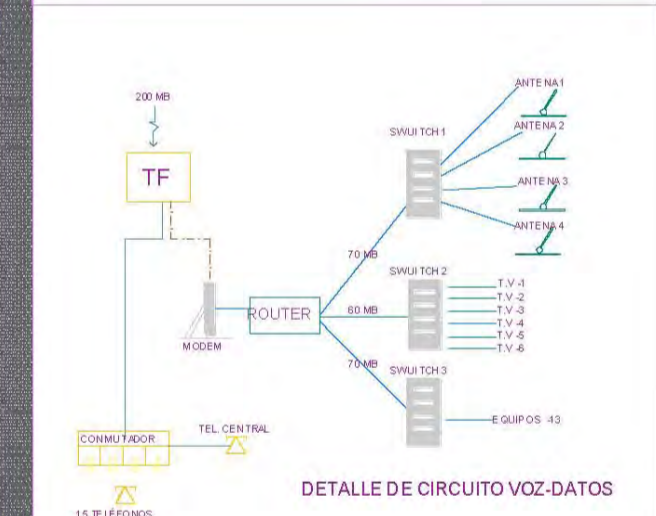 200 MB
TF
MODEM
ROUTER
70 MB
60 MB
70 MB
SWUITCH 1
ANTENA 1
ANTENA 2
ANTENA 3
ANTENA 4
SWUITCH 2
T.V -1
T.V -2
T.V -3
T.V -4
T.V -5
T.V -6
SWUITCH 3
EQUIPOS -43
CONMUTADOR
TEL. CENTRAL
15 TELÉFONOS
DETALLE DE CIRCUITO VOZ-DATOS